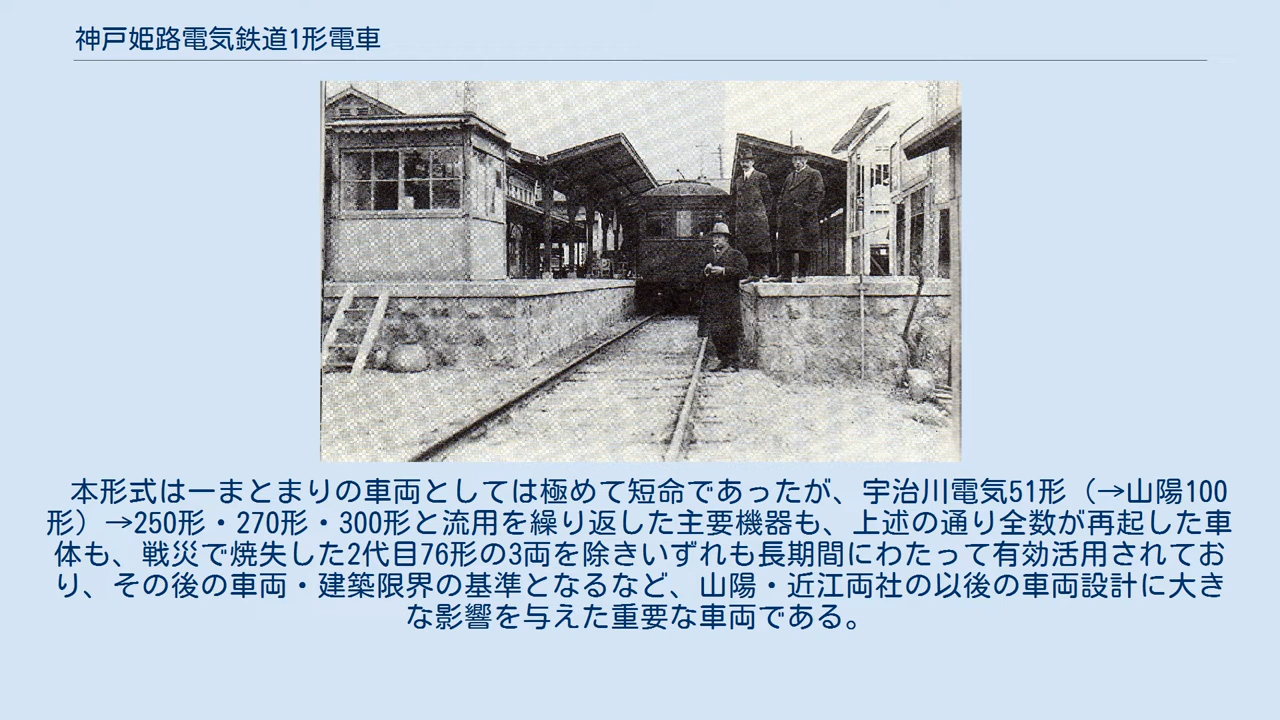 神戸姫路電気鉄道1形電車
本形式は一まとまりの車両としては極めて短命であったが、宇治川電気51形（→山陽100
形）→250形・270形・300形と流用を繰り返した主要機器も、上述の通り全数が再起した車
体も、戦災で焼失した2代目76形の3両を除きいずれも長期間にわたって有効活用されてお
り、その後の車両・建築限界の基準となるなど、山陽・近江両社の以後の車両設計に大き
な影響を与えた重要な車両である。